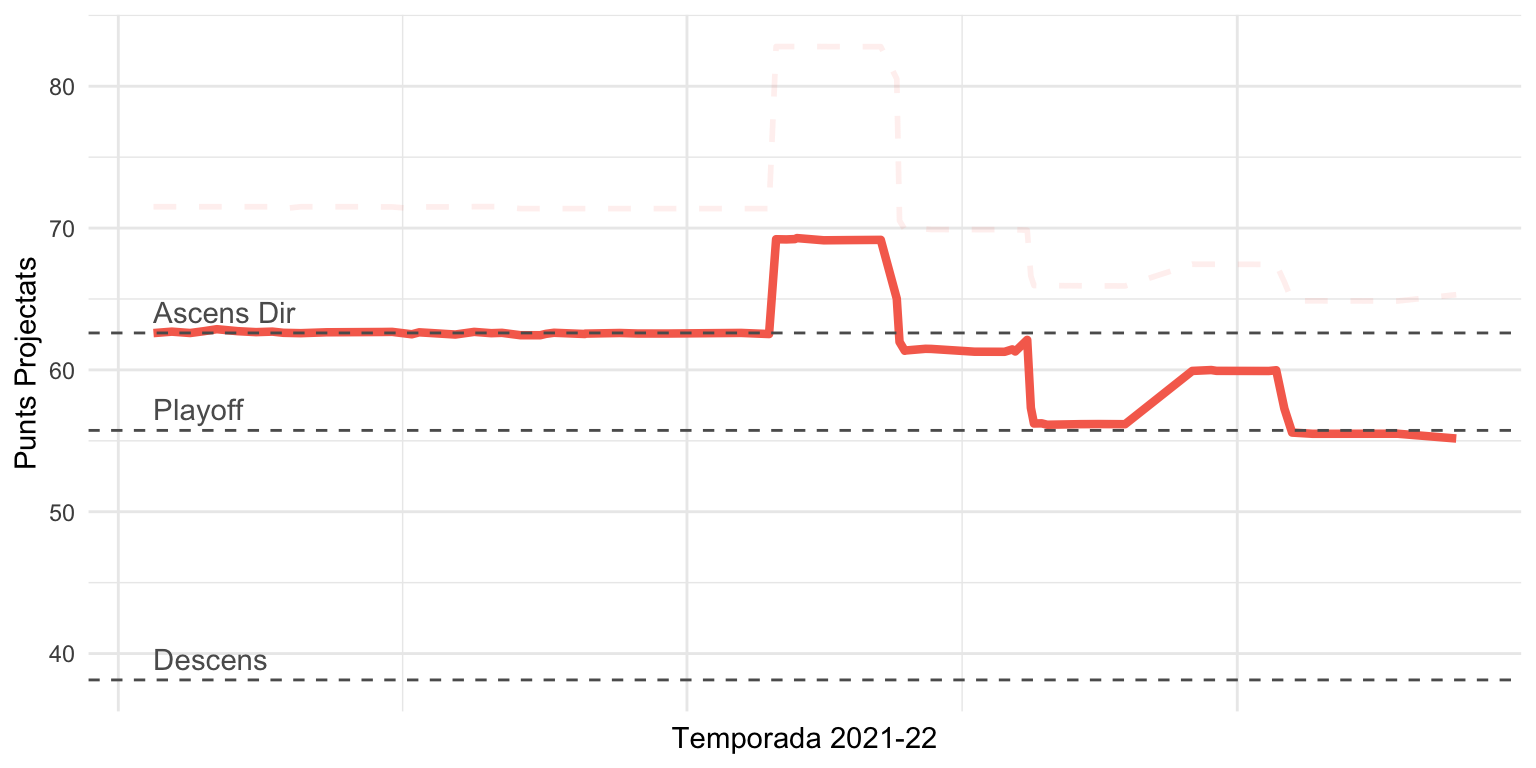 80
70
60
50
40
Punts Projectats
Ascens Dir
Playoff
Descens
Temporada 2021-22